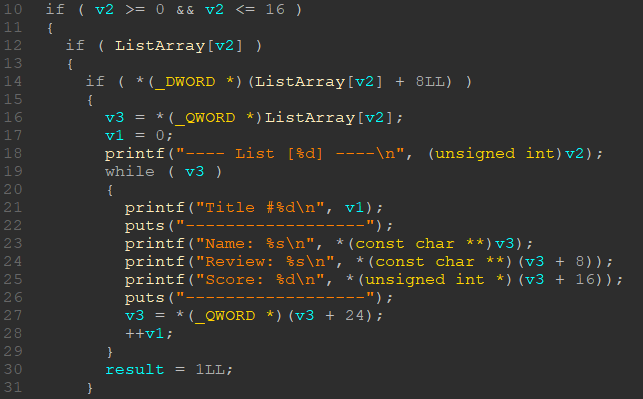 10 if ( v2 >= 0 && v2 <= 16 )
11 {
12   if ( ListArray[v2] )
13   {
14     if ( *(_DWORD *)(ListArray[v2] + 8LL) )
15     {
16       v3 = *(_QWORD *)ListArray[v2];
17       v1 = 0;
18       printf("---- List [%d] ----\n", (unsigned int)v2);
19       while ( v3 )
20       {
21         printf("Title #%d\n", v1);
22         puts("------------------");
23         printf("Name: %s\n", *(const char **)v3);
24         printf("Review: %s\n", *(const char **)(v3 + 8));
25         printf("Score: %d\n", *(unsigned int *)(v3 + 16));
26         puts("------------------");
27         v3 = *(_QWORD *)(v3 + 24);
28         ++v1;
29       }
30       result = 1LL;
31     }